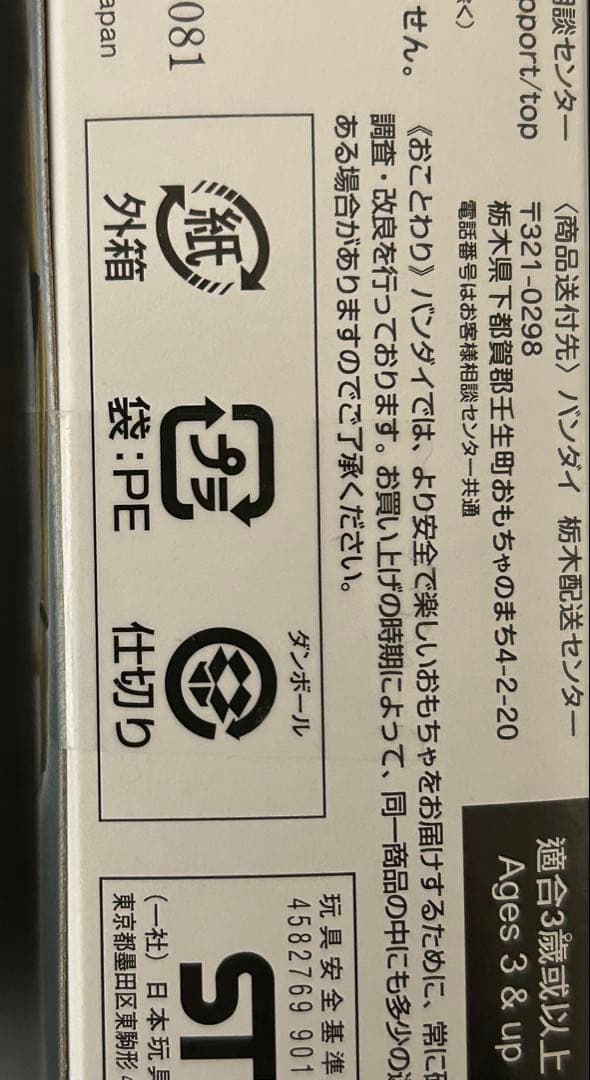 相談センター
pport/top
く）
せん。
081
apan
〈商品送付先〉バンダイ 栃木配送センター
〒321-0298
栃木県下都賀郡壬生町おもちゃのまち4-2-20
電話番号はお客様相談センター共通
《おことわり》バンダイでは、より安全で楽しいおもちゃをお届けするために、常に
調査・改良を行っております。お買い上げの時期によって、同一商品の中にも多少の
ある場合がありますのでご了承ください。
紙
外箱
プラ
袋：PE
ダンボール
仕切り
適合3歲或以上
Ages 3 & up
玩具安全基準
4582769 901
ST
（一社）日本玩具
東京都墨田区東駒形4